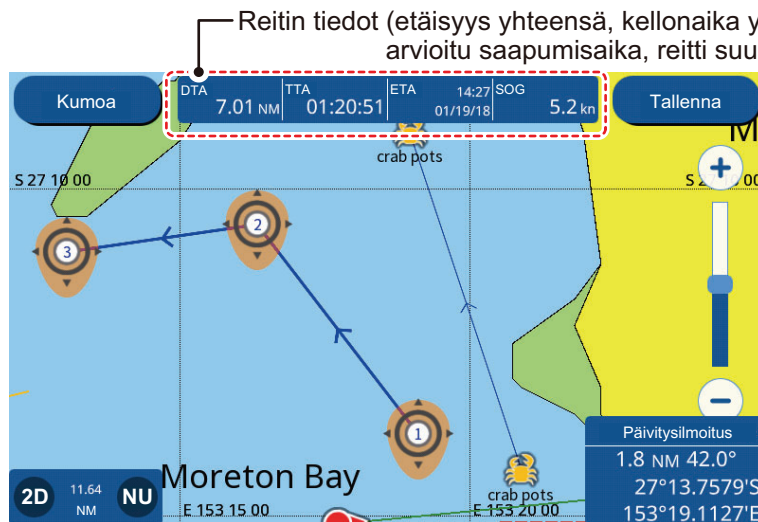 Reitin tiedot (etäisyys yhteensä, kellonaika
arvioitu saapumisaika, reitti
Kumoa
DTA
7.01 NM
TTA
01:20:51
ETA
14:27
01/19/18
SOG
5.2 kn
Tallenna
crab pots
S 27 10 00
+
3
2
1
−
Päivitysilmoitus
1.8 NM 42.0°
27°13.7579'S
153°19.1127'E
Moreton Bay
crab pots
2D
11.64
NM
NU
E 153 15 00
E 153 20 00